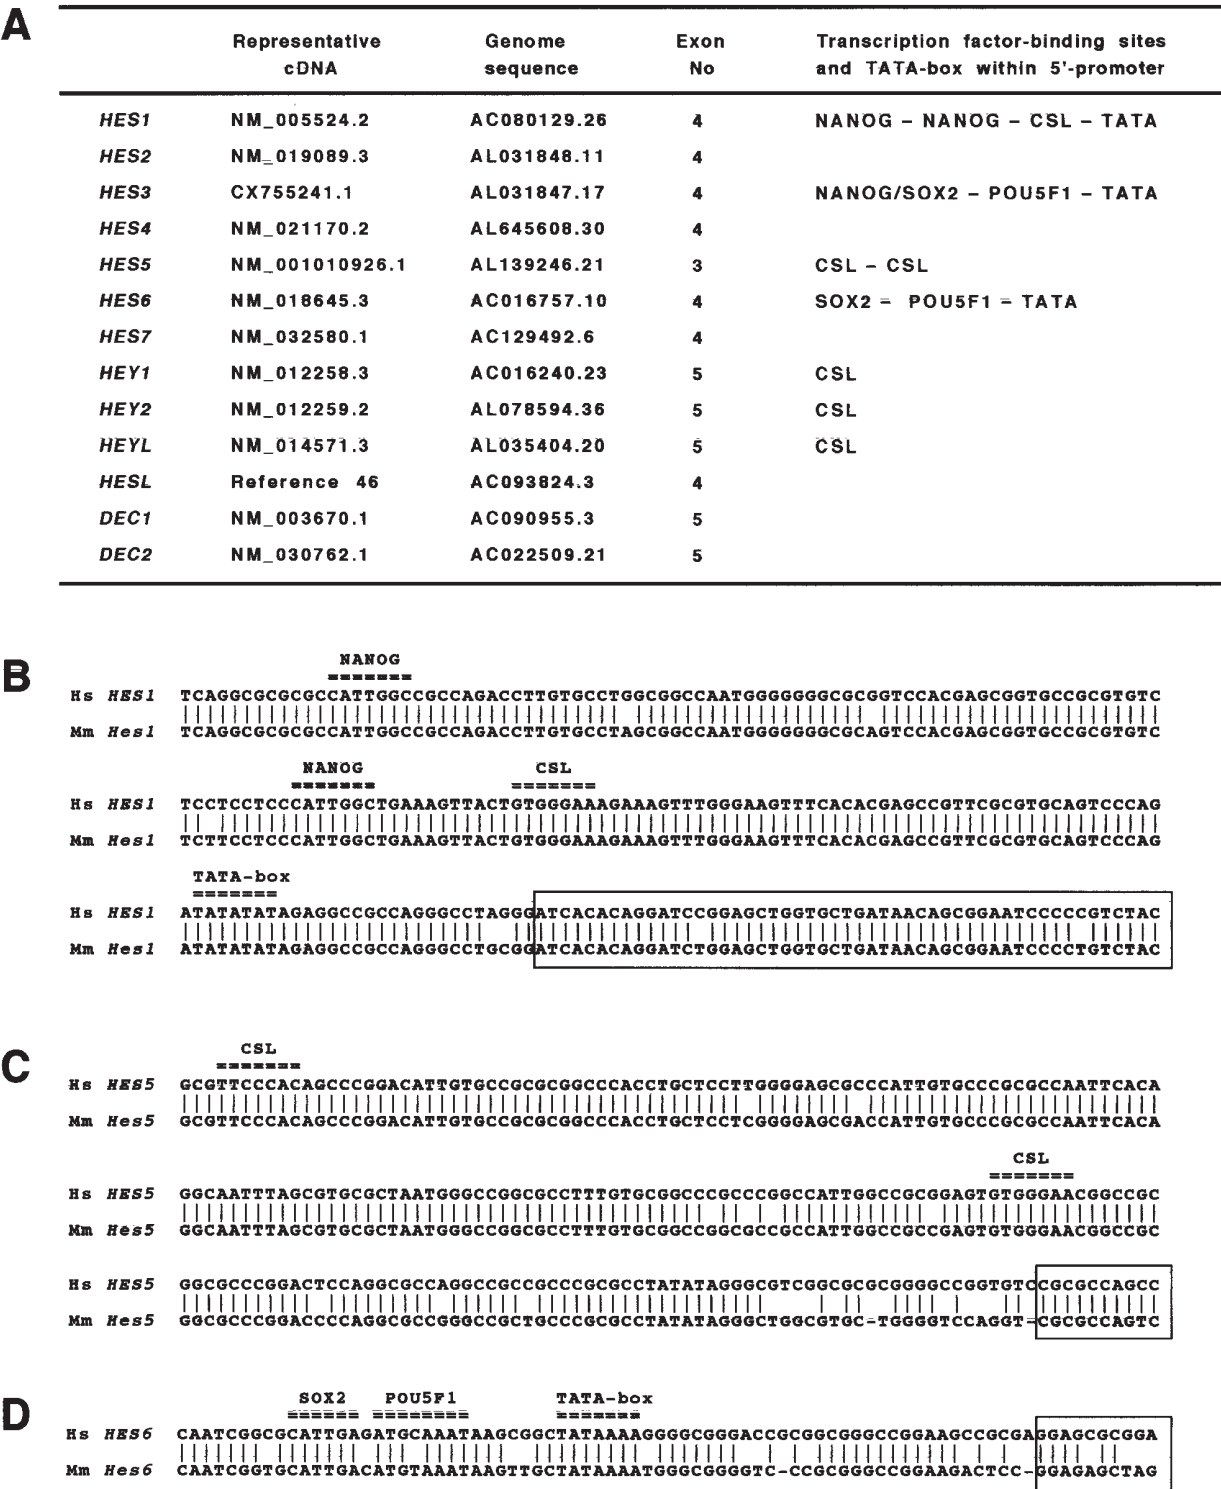 A
Representative Genome Exon Transcription factor-binding sites
cDNA sequence No and TATA-box within 5'-promoter
HES1 NM_005524.2 AC080129.26 4 NANOG – NANOG – CSL – TATA
HES2 NM_019089.3 AL031848.11 4
HES3 CX755241.1 AL031847.17 4 NANOG/SOX2 – POU5F1 – TATA
HES4 NM_021170.2 AL645608.30 4
HES5 NM_001010926.1 AL139246.21 3 CSL – CSL
HES6 NM_018645.3 AC016757.10 4 SOX2 – POU5F1 – TATA
HES7 NM_032580.1 AC129492.6 4
HEY1 NM_012258.3 AC016240.23 5 CSL
HEY2 NM_012259.2 AL078594.36 5 CSL
HEYL NM_014571.3 AL035404.20 5 CSL
HESL Reference 46 AC093824.3 4
DEC1 NM_003670.1 AC090955.3 5
DEC2 NM_030762.1 AC022509.21 5
B
NANOG
=======
Hs HES1 TCAGGCGCGCGCCATTGGCCGCCAGACCTTGTGCCTGGCGGCCAATGGGGGGGCGCGGTCCACGAGCGGTGCCGCGTGTC
Mm Hes1 TCAGGCGCGCGCCATTGGCCGCCAGACCTTGTGCCTAGCGGCCAATGGGGGGGCGCAGTCCACGAGCGGTGCCGCGTGTC
NANOG CSL
======= =======
Hs HES1 TCCTCCTCCCATTGGCTGAAAGTTACTGTGGGAAAGAAAGTTTGGGAAGTTTCACACGAGCCGTTCGCGTGCAGTCCCAG
Mm Hes1 TCTTCCTCCCATTGGCTGAAAGTTACTGTGGGAAAGAAAGTTTGGGAAGTTTCACACGAGCCGTTCGCGTGCAGTCCCAG
TATA-box
=======
Hs HES1 ATATATATAGAGGCCGCCAGGGCCTAGGGATCACACAGGATCCGGAGCTGGTGCTGATAACAGCGGAATCCCCCGTCTAC
Mm Hes1 ATATATATAGAGGCCGCCAGGGCCTGCGGATCACACAGGATCTGGAGCTGGTGCTGATAACAGCGGAATCCCCTGTCTAC
C
CSL
=======
Hs HES5 GCGTTCCCACAGCCCGGACATTGTGCCGCGCGGCCCACCTGCTCCTTGGGGAGCGCCCATTGTGCCCGCGCCAATTCACA
Mm Hes5 GCGTTCCCACAGCCCGGACATTGTGCCGCGCGGCCCACCTGCTCCTCGGGGAGCGACCATTGTGCCCGCGCCAATTCACA
CSL
=======
Hs HES5 GGCAATTTAGCGTGCGCTAATGGGCCGGCGCCTTTGTGCGGCCCGCCCGGCCATTGGCCGCGGAGTGTGGGAACGGCCGC
Mm Hes5 GGCAATTTAGCGTGCGCTAATGGGCCGGCGCCTTTGTGCGGCCGGCGCCGCCATTGGCCGCCGAGTGTGGGAACGGCCGC
Hs HES5 GGCGCCCGGACTCCAGGCGCCAGGCCGCCGCCCGCGCCTATATAGGGCGTCGGCGCGCGGGGCCGGTGTCCGCGCCAGCC
Mm Hes5 GGCGCCCGGACCCCAGGCGCCGGGCCGCTGCCCGCGCCTATATAGGGCTGGCGTGC-TGGGGTCCAGGT-CGCGCCAGTC
D
SOX2 POU5F1 TATA-box
====== ======== =======
Hs HES6 CAATCGGCGCATTGAGATGCAAATAAGCGGCTATAAAAGGGGCGGGACCGCGGCGGGCCGGAAGCCGCGAGGAGCGCGGA
Mm Hes6 CAATCGGTGCATTGACATGTAAATAAGTTGCTATAAAATGGGCGGGGTC-CCGCGGGCCGGAAGACTCC-GGAGAGCTAG